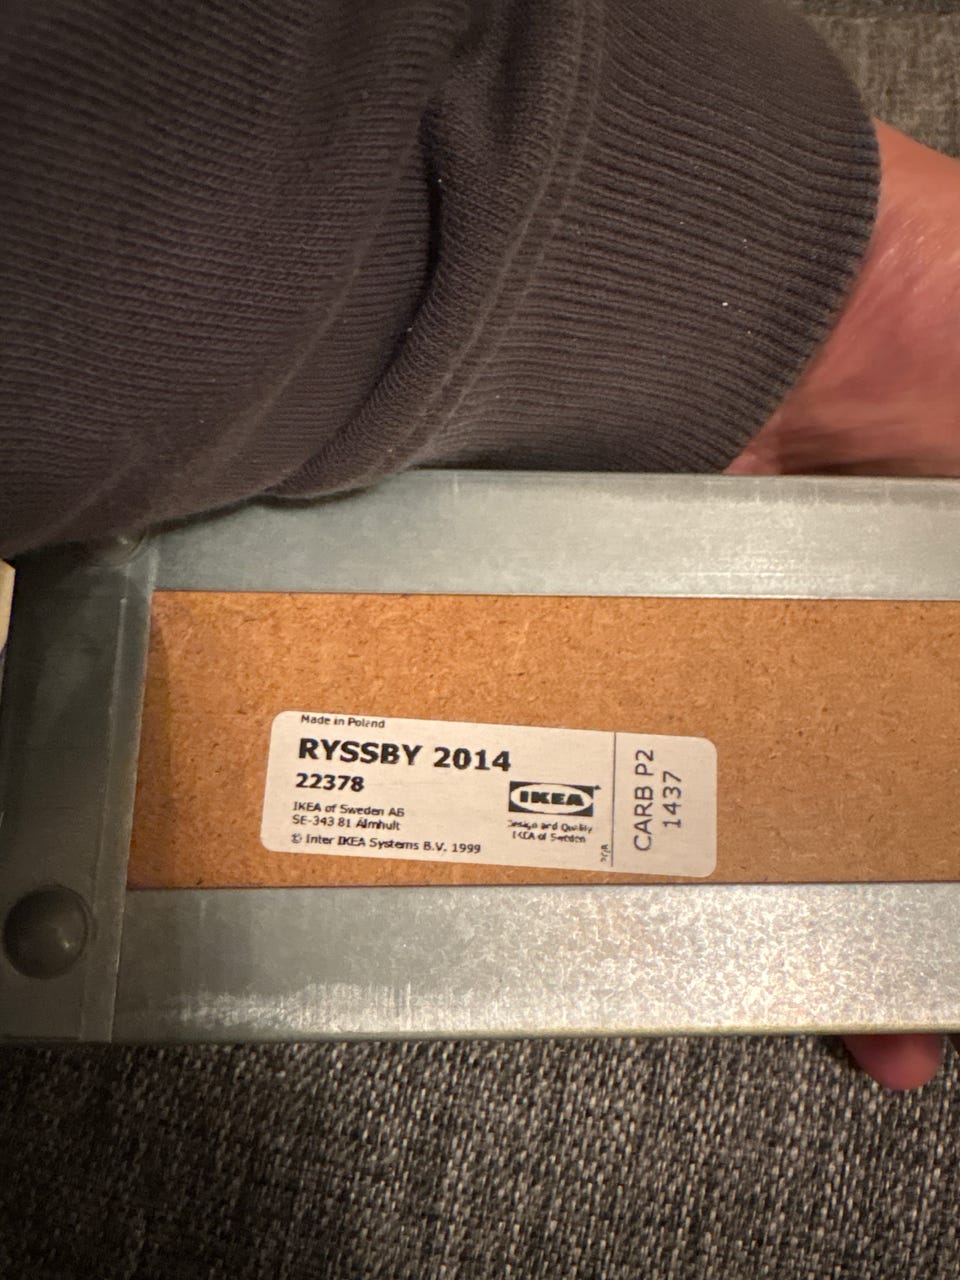 Made in Poland
RYSSBY 2014
22378
IKEA of Sweden AB
SE-343 81 Älmhult
© Inter IKEA Systems B.V. 1999
IKEA
Design and Quality
IKEA of Sweden
CARB P2
1437